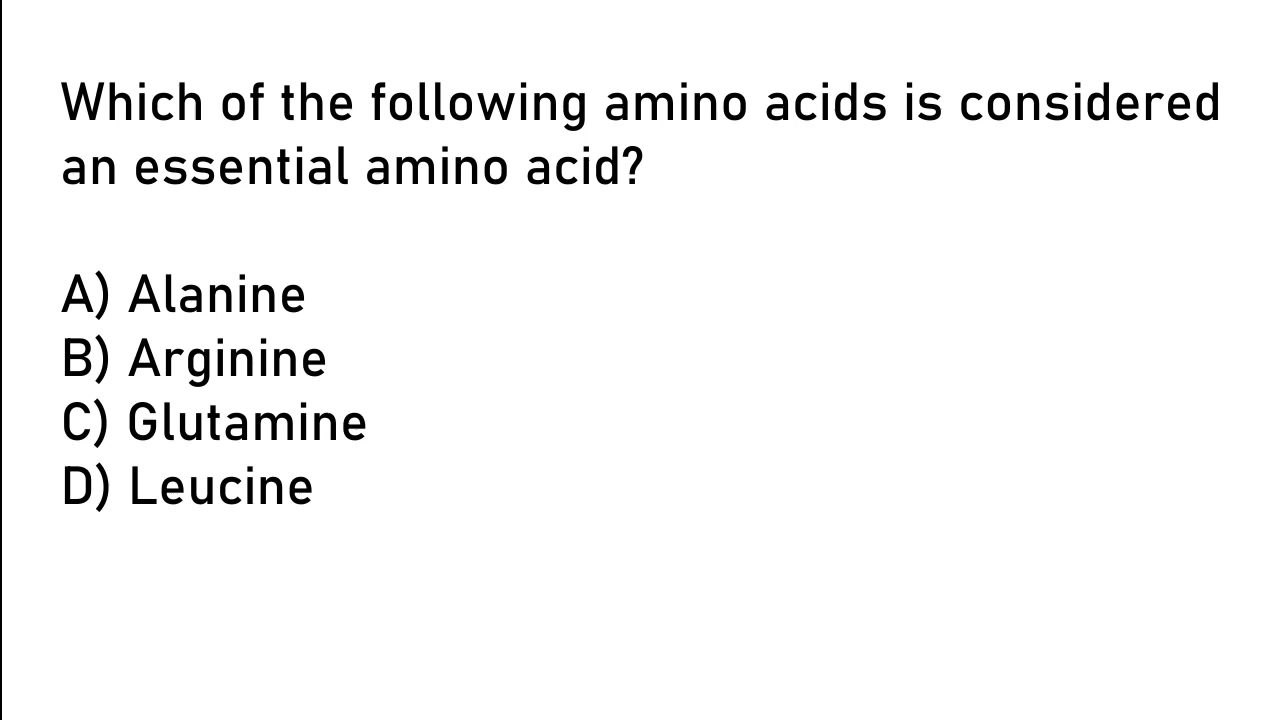 Which of the following amino acids is considered
an essential amino acid?
A) Alanine
B) Arginine
C) Glutamine
D) Leucine